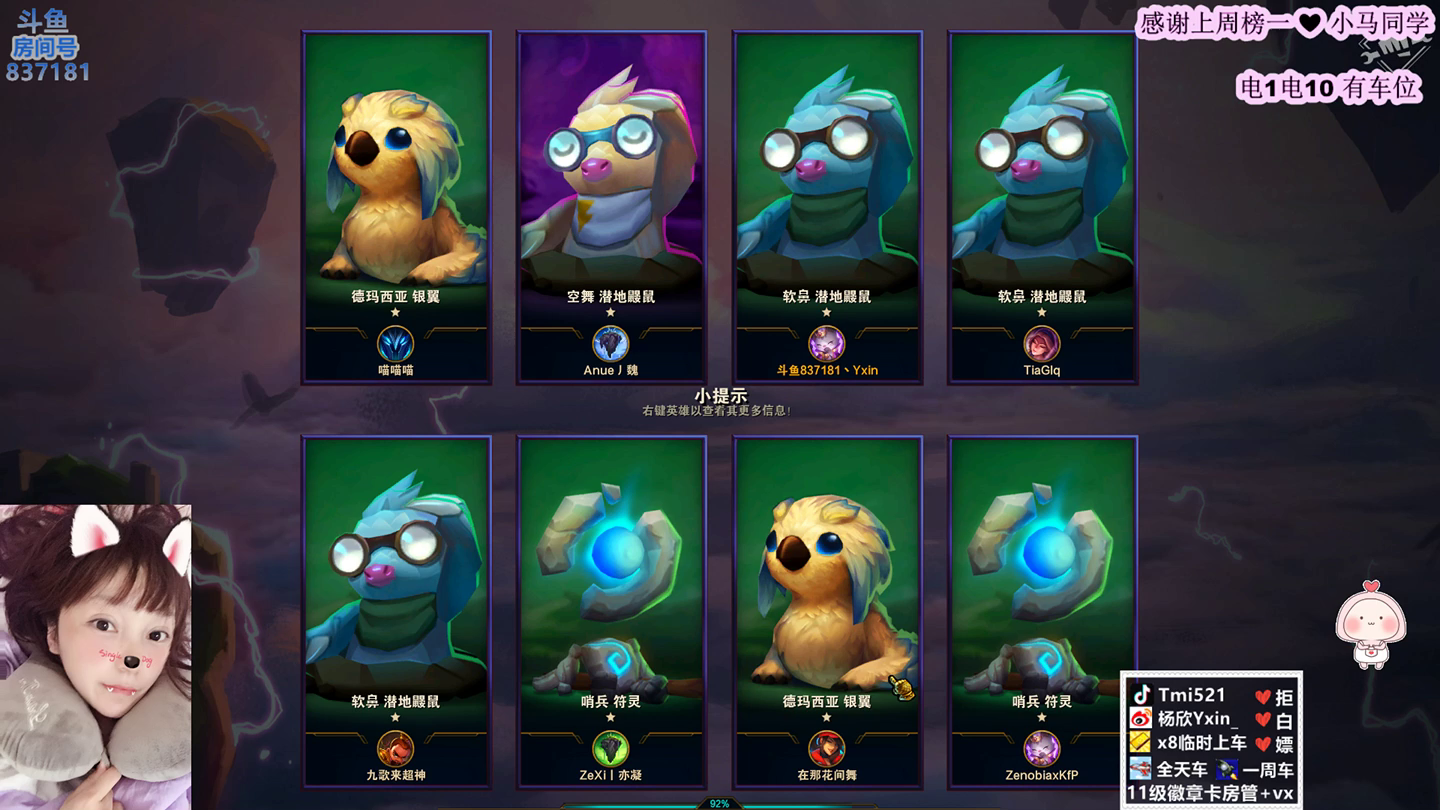 斗鱼
房间号
837181
感谢上周榜一♥小马同学
电1电10 有车位
德玛西亚 银翼
喵喵喵
空舞 潜地鼹鼠
Anue丿魏
软鼻 潜地鼹鼠
斗鱼837181丶Yxin
软鼻 潜地鼹鼠
TiaGlq
小提示
右键英雄以查看其更多信息!
软鼻 潜地鼹鼠
九歌来超神
哨兵 符灵
ZeXi丨亦凝
德玛西亚 银翼
在那花间舞
哨兵 符灵
ZenobiaxKfP
92%
Single Dog
Tmi521 拒
杨欣Yxin_ 白
x8临时上车 嫖
全天车 一周车
11级徽章卡房管+vx